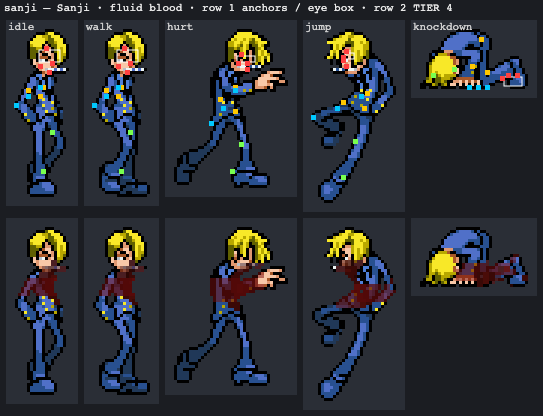 sanji — Sanji · fluid blood · row 1 anchors / eye box · row 2 TIER 4
idle
walk
hurt
jump
knockdown